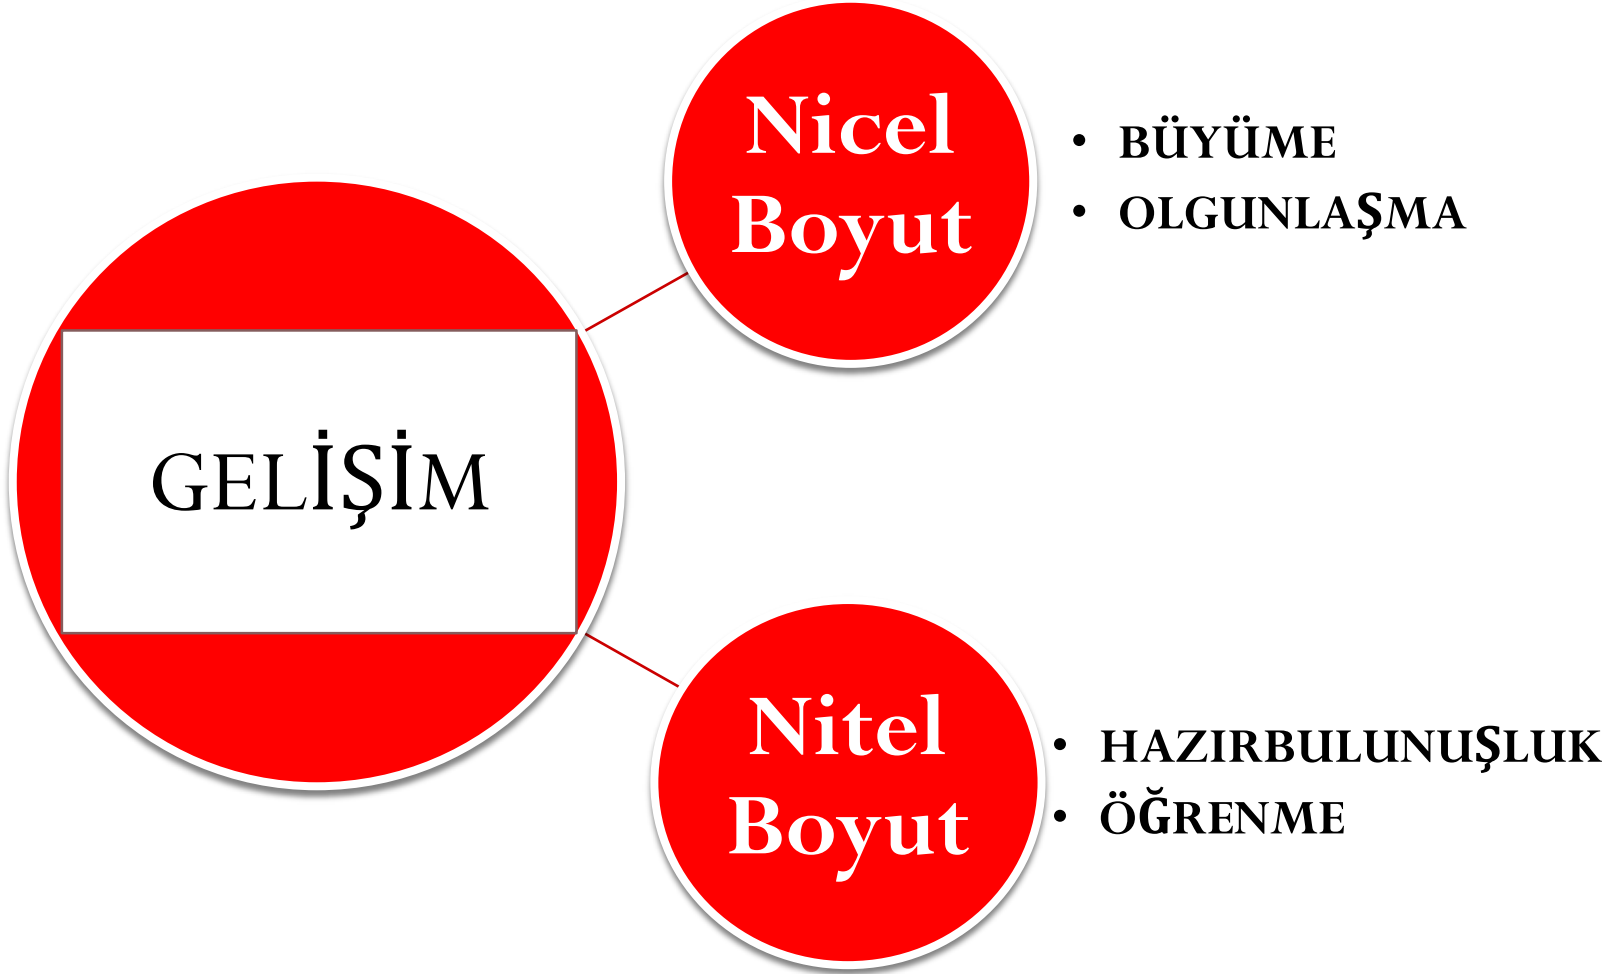 GELİŞİM
Nicel
Boyut
• BÜYÜME
• OLGUNLAŞMA
Nitel
Boyut
• HAZIRBULUNUŞLUK
• ÖĞRENME